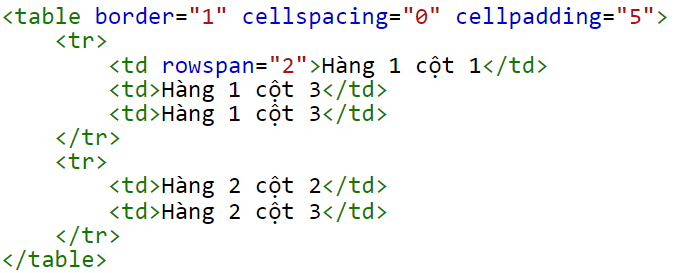 <table border="1" cellspacing="0" cellpadding="5">
<tr>
<td rowspan="2">Hàng 1 cột 1</td>
<td>Hàng 1 cột 3</td>
<td>Hàng 1 cột 3</td>
</tr>
<tr>
<td>Hàng 2 cột 2</td>
<td>Hàng 2 cột 3</td>
</tr>
</table>